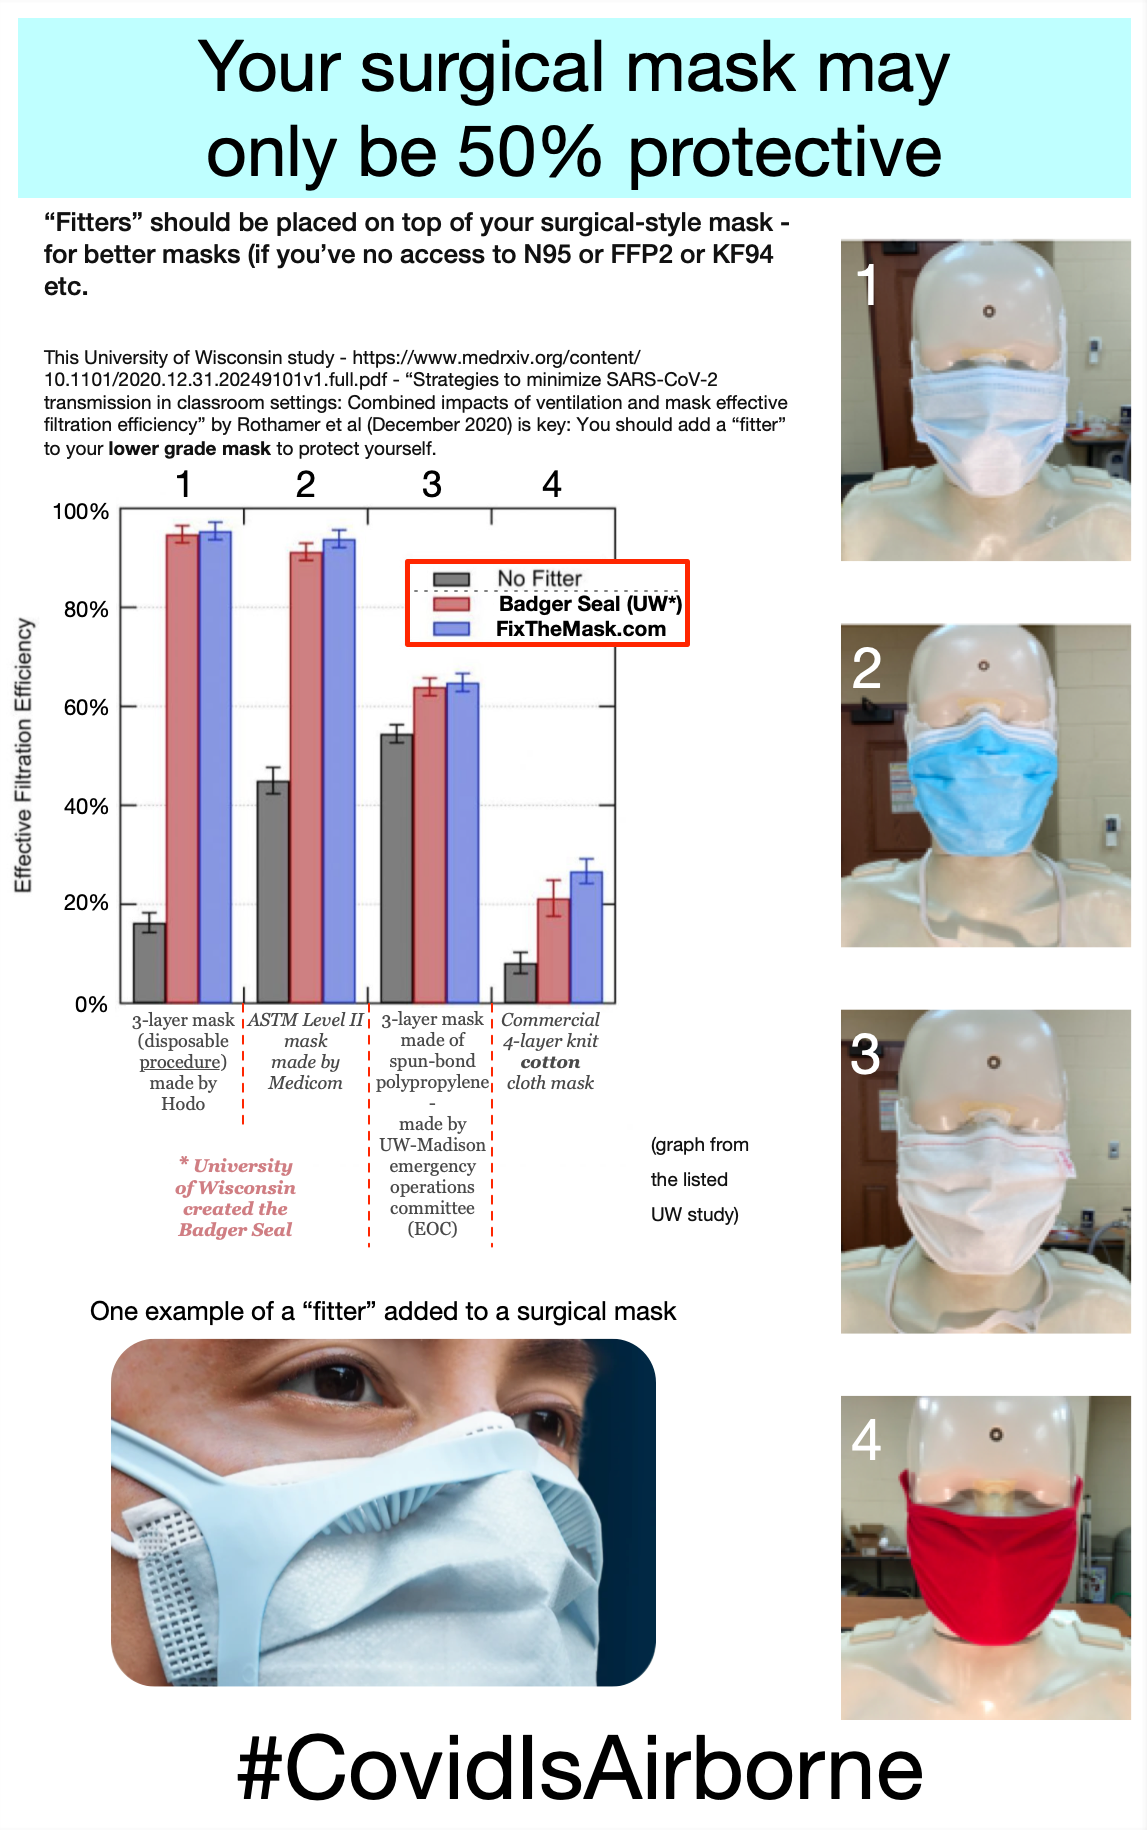 Your surgical mask may
only be 50% protective
“Fitters” should be placed on top of your surgical-style mask -
for better masks (if you’ve no access to N95 or FFP2 or KF94
etc.
This University of Wisconsin study - https://www.medrxiv.org/content/
10.1101/2020.12.31.20249101v1.full.pdf - “Strategies to minimize SARS-CoV-2
transmission in classroom settings: Combined impacts of ventilation and mask effective
filtration efficiency” by Rothamer et al (December 2020) is key: You should add a “fitter”
to your lower grade mask to protect yourself.
1 2 3 4
100%
80%
60%
40%
20%
0%
Effective Filtration Efficiency
No Fitter
Badger Seal (UW*)
FixTheMask.com
3-layer mask
(disposable
procedure)
made by
Hodo
ASTM Level II
mask
made by
Medicom
3-layer mask
made of
spun-bond
polypropylene
-
made by
UW-Madison
emergency
operations
committee
(EOC)
Commercial
4-layer knit
cotton
cloth mask
* University
of Wisconsin
created the
Badger Seal
(graph from
the listed
UW study)
One example of a “fitter” added to a surgical mask
1
2
3
4
#CovidIsAirborne